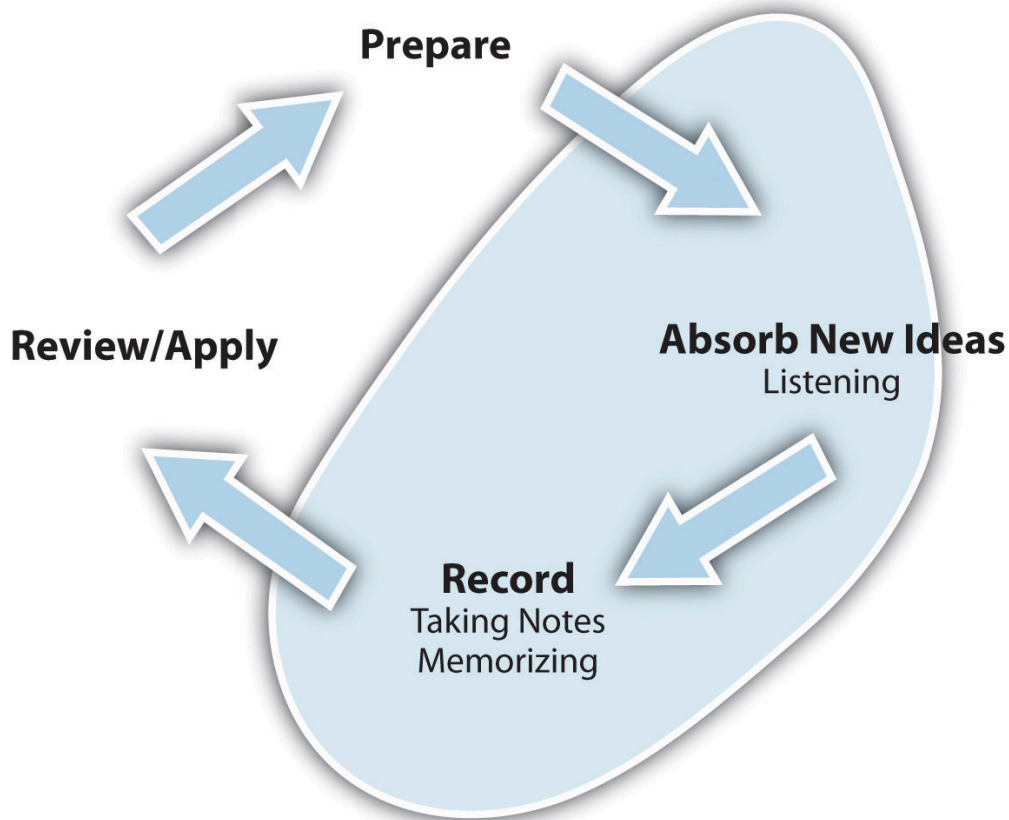 Prepare
Absorb New Ideas
Listening
Record
Taking Notes
Memorizing
Review/Apply